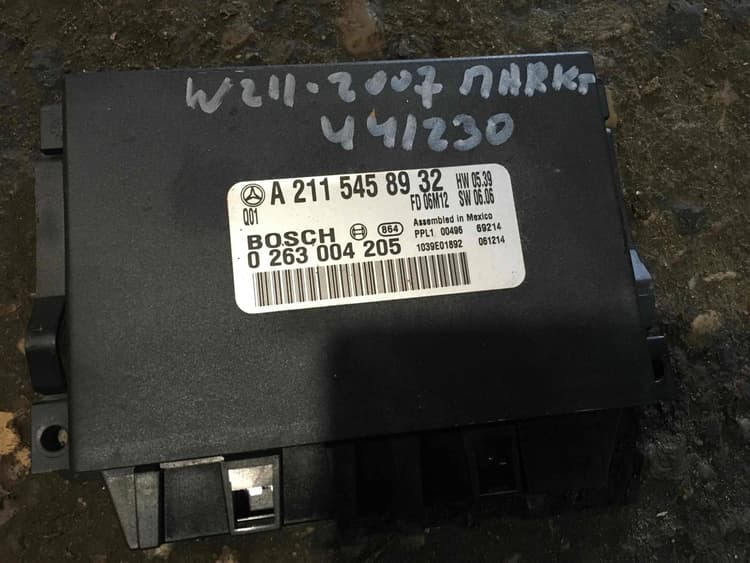 W211-2007 ПАРКТ
441230
A 211 545 89 32 HW 05.39
Q01 FD 06M12 SW 06.06
BOSCH 864 Assembled in Mexico
0 263 004 205 PPL1 00496 69214
1039E01892 061214